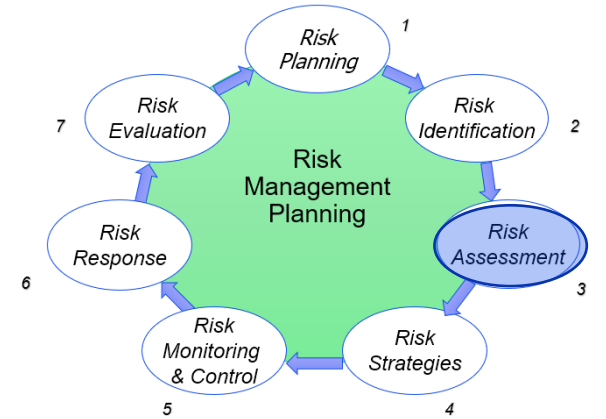 1
Risk
Planning
2
Risk
Identification
3
Risk
Assessment
4
Risk
Strategies
5
Risk
Monitoring
& Control
6
Risk
Response
7
Risk
Evaluation
Risk
Management
Planning